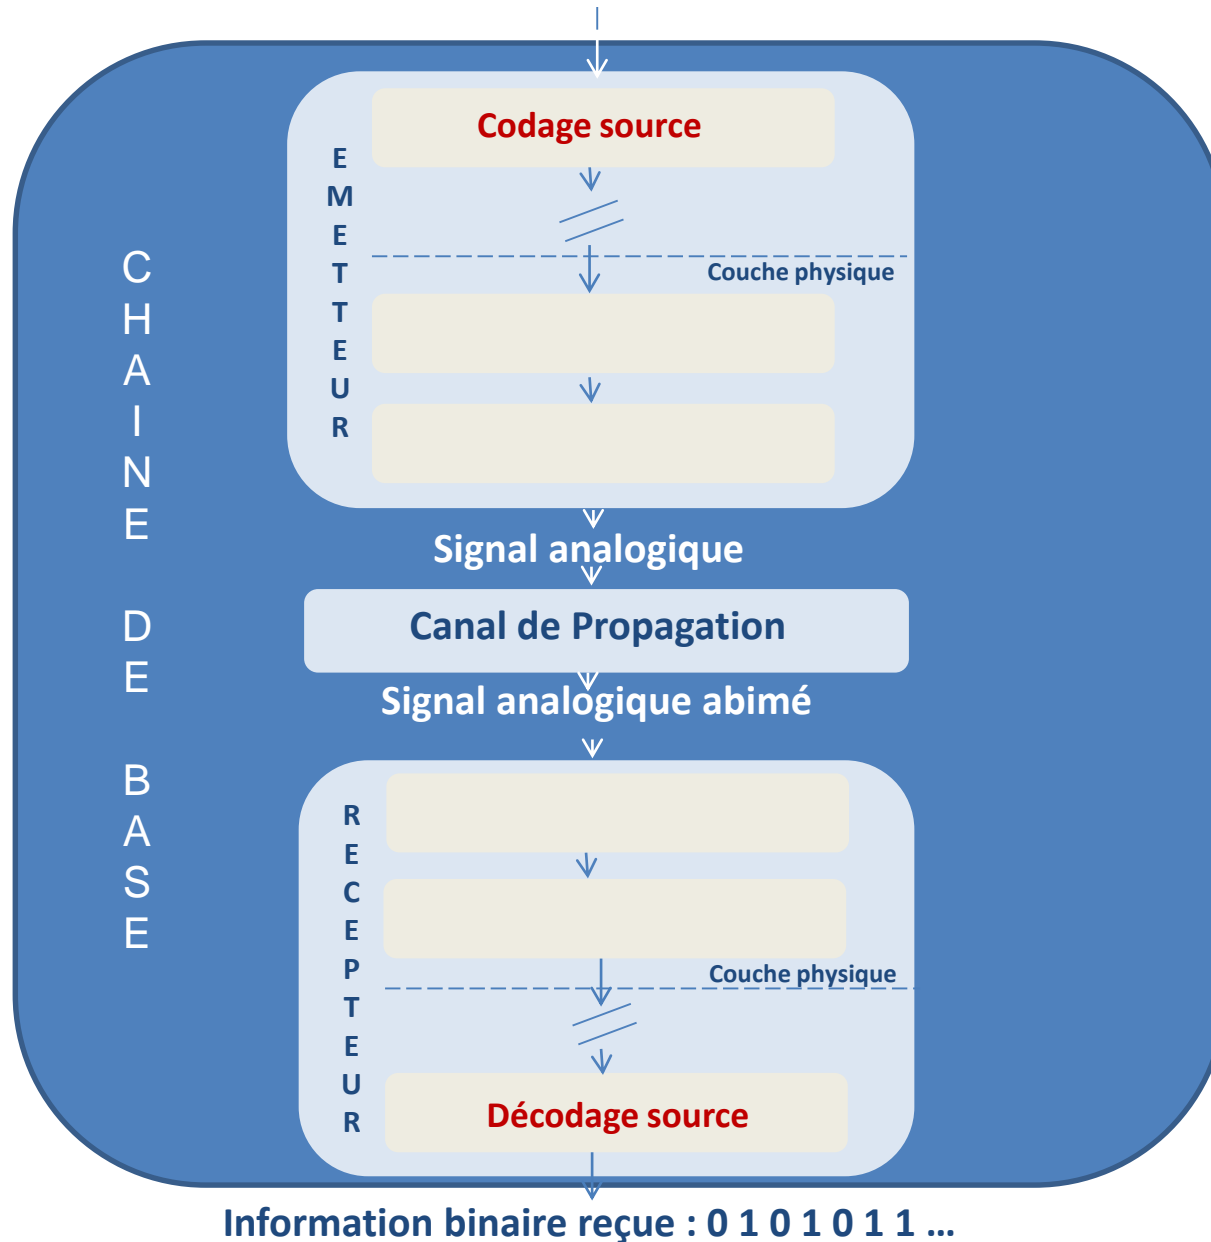 CHAINE DE BASE
EMETTEUR
Codage source
Couche physique
Signal analogique
Canal de Propagation
Signal analogique abimé
RECEPTEUR
Couche physique
Décodage source
Information binaire reçue : 0 1 0 1 0 1 1 ...